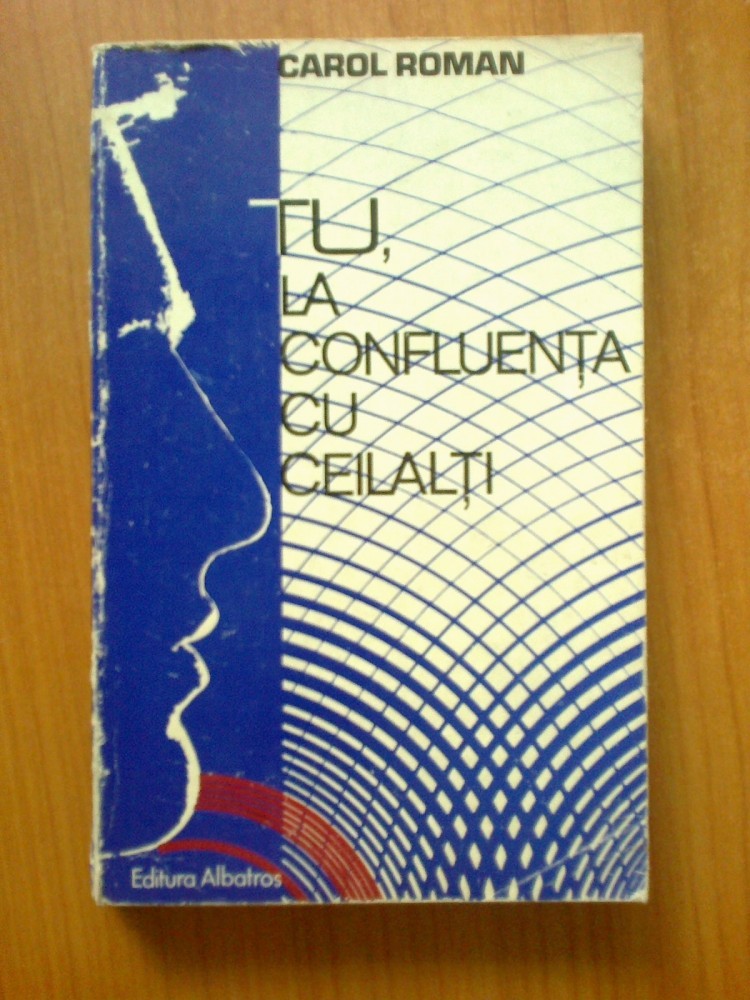 CAROL ROMAN
TU,
LA
CONFLUENȚA
CU
CEILALȚI
Editura Albatros